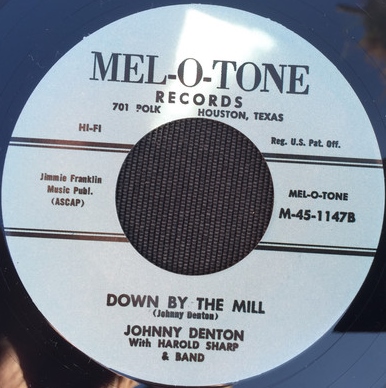 MEL-O-TONE
RECORDS
701 POLK HOUSTON, TEXAS
HI-FI
Reg. U.S. Pat. Off.
Jimmie Franklin
Music Publ.
(ASCAP)
MEL-O-TONE
M-45-1147B
DOWN BY THE MILL
(Johnny Denton)
JOHNNY DENTON
With HAROLD SHARP
& BAND